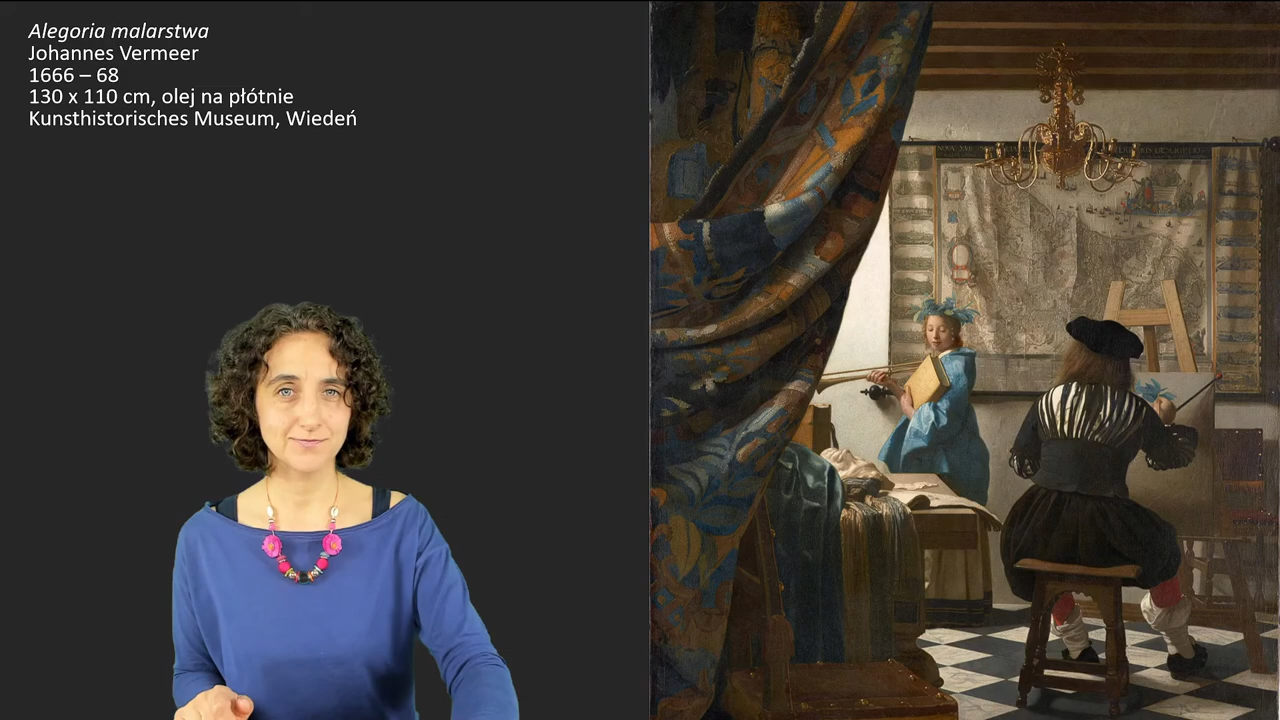 Alegoria malarstwa
Johannes Vermeer
1666 – 68
130 x 110 cm, olej na płótnie
Kunsthistorisches Museum, Wiedeń